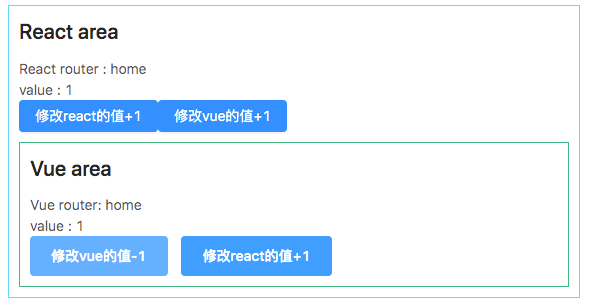 React area
React router : home
value : 1
修改react的值+1 修改vue的值+1
Vue area
Vue router: home
value : 1
修改vue的值-1 修改react的值+1